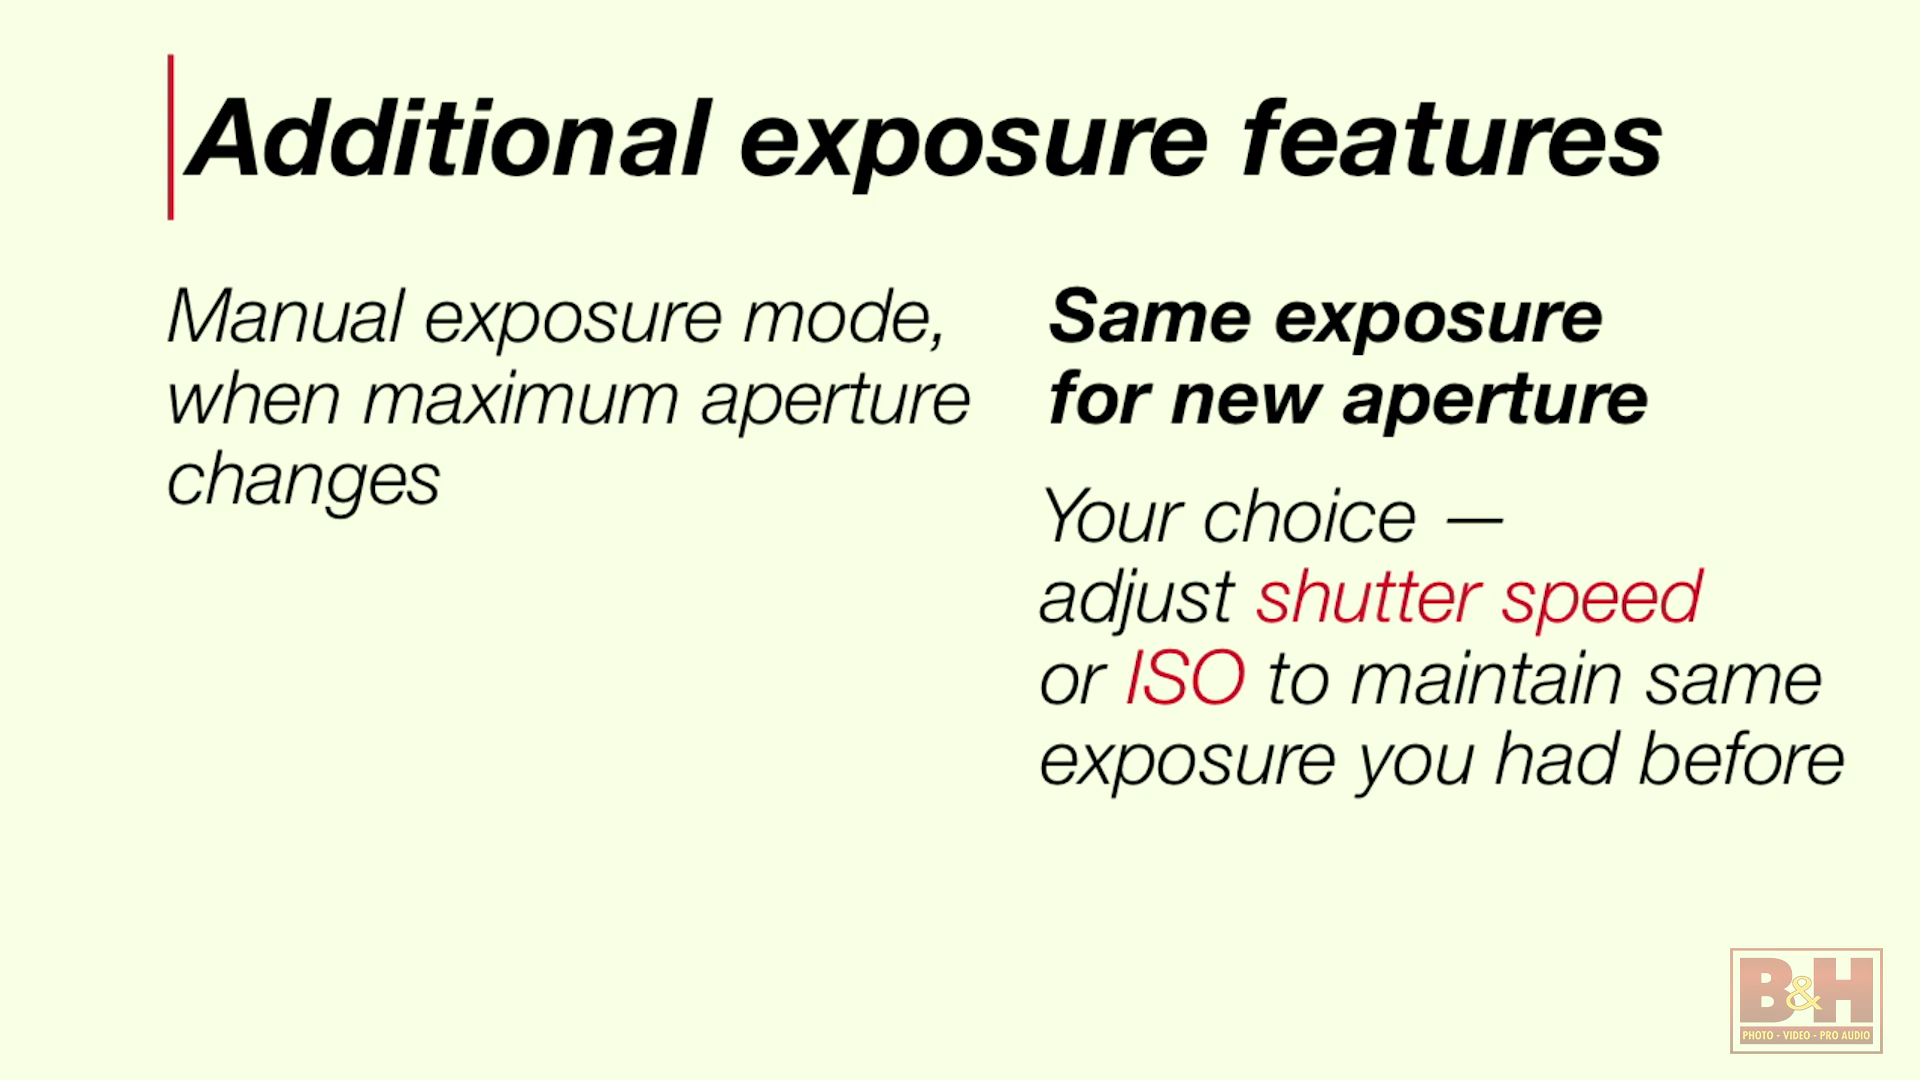 Additional exposure features
Manual exposure mode,
when maximum aperture
changes
Same exposure
for new aperture
Your choice —
adjust shutter speed
or ISO to maintain same
exposure you had before
B&H
PHOTO - VIDEO - PRO AUDIO